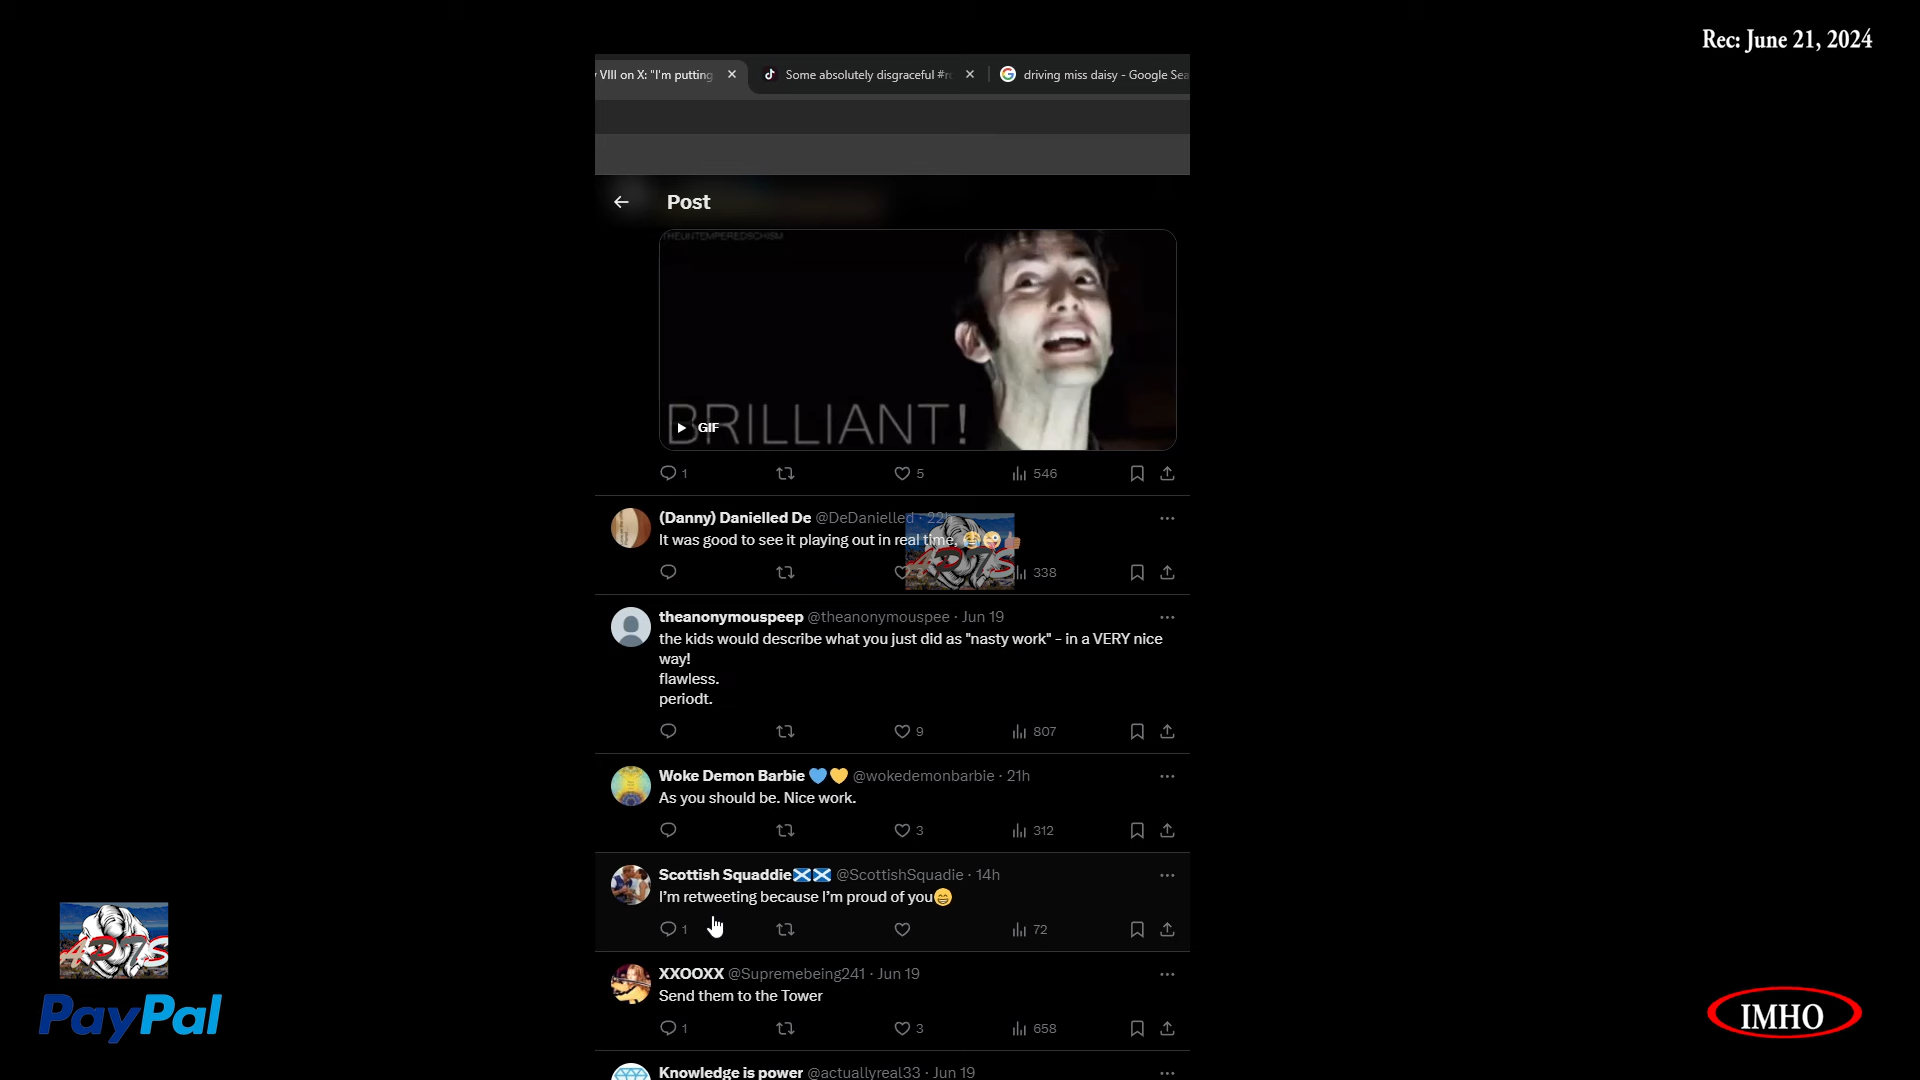 Rec: June 21, 2024
VIII on X: "I'm putting
Some absolutely disgraceful #ro
driving miss daisy - Google Sea
Post
THEUNTEMPEREDSCHISM
BRILLIANT!
GIF
1 5 546
(Danny) Danielled De @DeDanielled · 22h
It was good to see it playing out in real time.
338
theanonymouspeep @theanonymouspee · Jun 19
the kids would describe what you just did as "nasty work" - in a VERY nice
way!
flawless.
periodt.
9 807
Woke Demon Barbie @wokedemonbarbie · 21h
As you should be. Nice work.
3 312
Scottish Squaddie @ScottishSquadie · 14h
I'm retweeting because I'm proud of you
1 72
XXOOXX @Supremebeing241 · Jun 19
Send them to the Tower
1 3 658
Knowledge is power @actuallyreal33 · Jun 19
PayPal
IMHO